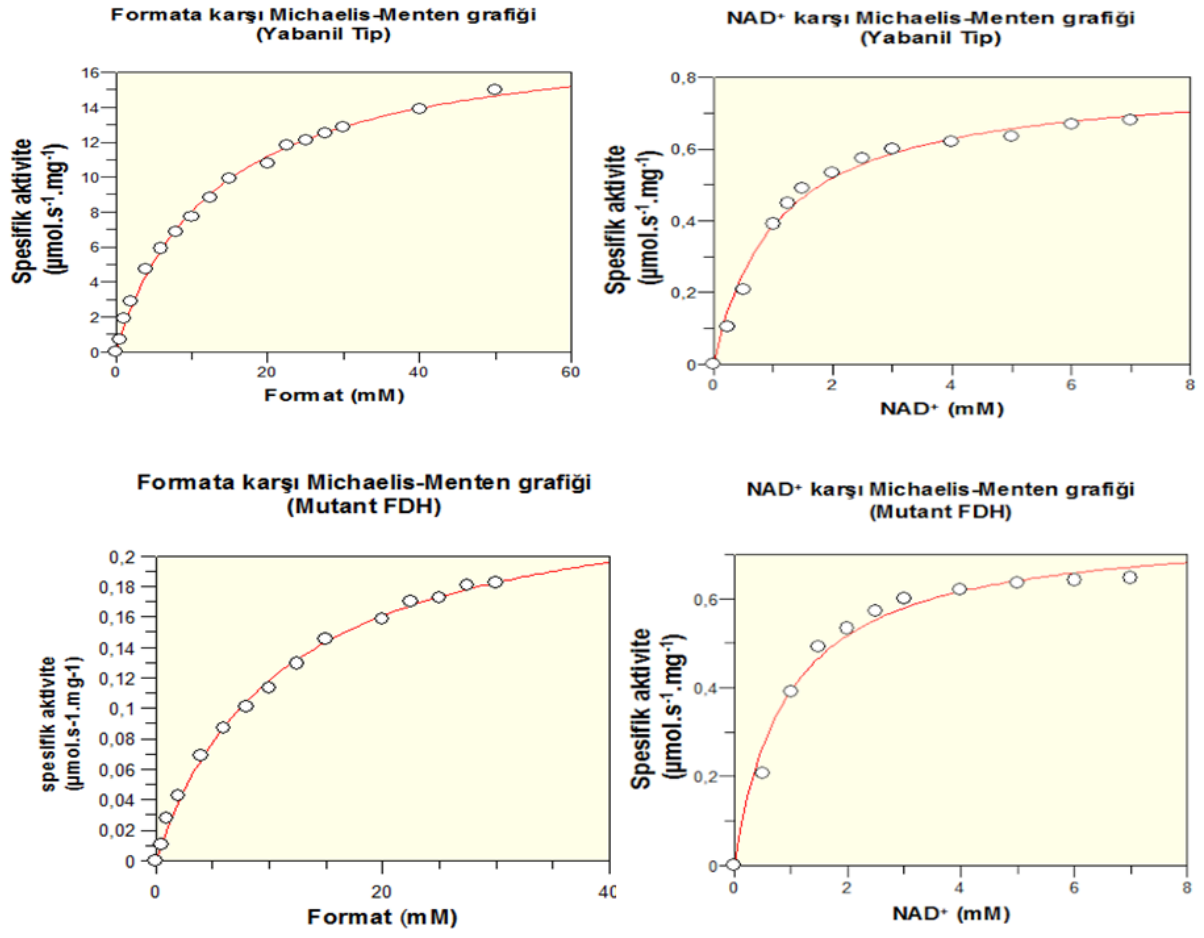 Formata karşı Michaelis-Menten grafiği
(Yabanil Tip)
Spesifik aktivite
(µmol.s-1.mg-1)
16
14
12
10
8
6
4
2
0
0
20
40
60
Format (mM)
NAD+ karşı Michaelis-Menten grafiği
(Yabanil Tip)
Spesifik aktivite
(µmol.s-1.mg-1)
0,8
0,6
0,4
0,2
0
0
2
4
6
8
NAD+ (mM)
Formata karşı Michaelis-Menten grafiği
(Mutant FDH)
spesifik aktivite
(µmol.s-1.mg-1)
0,2
0,18
0,16
0,14
0,12
0,1
0,08
0,06
0,04
0,02
0
0
20
40
Format (mM)
NAD+ karşı Michaelis-Menten grafiği
(Mutant FDH)
Spesifik aktivite
(µmol.s-1.mg-1)
0,6
0,4
0,2
0
0
2
4
6
8
NAD+ (mM)